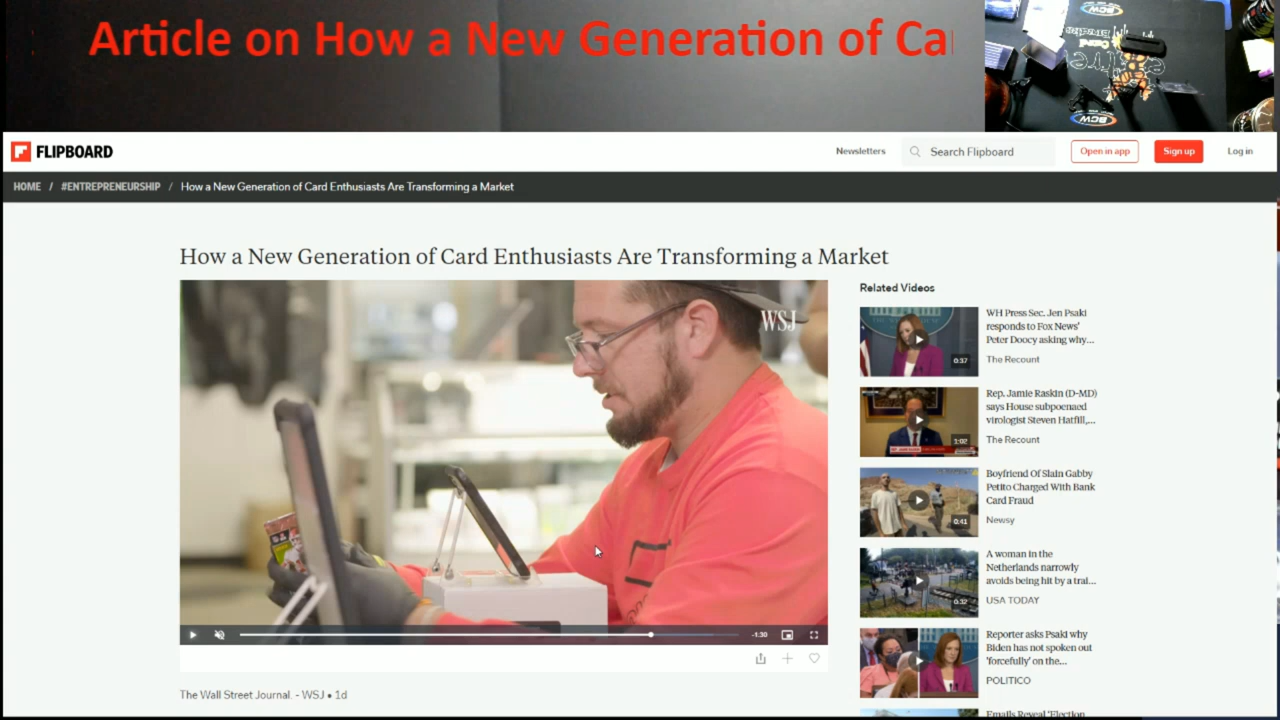 Article on How a New Generation of Ca
BCW
BCW
FLIPBOARD
Newsletters
Search Flipboard
Open in app
Sign up
Log in
HOME / #ENTREPRENEURSHIP / How a New Generation of Card Enthusiasts Are Transforming a Market
How a New Generation of Card Enthusiasts Are Transforming a Market
WSJ
-1:30
The Wall Street Journal. - WSJ • 1d
Related Videos
0:37
WH Press Sec. Jen Psaki
responds to Fox News'
Peter Doocy asking why...
The Recount
1:02
Rep. Jamie Raskin (D-MD)
says House subpoenaed
virologist Steven Hatfill,...
The Recount
0:41
Boyfriend Of Slain Gabby
Petito Charged With Bank
Card Fraud
Newsy
0:32
A woman in the
Netherlands narrowly
avoids being hit by a trai...
USA TODAY
Reporter asks Psaki why
Biden has not spoken out
'forcefully' on the...
POLITICO
Emails Reveal 'Election